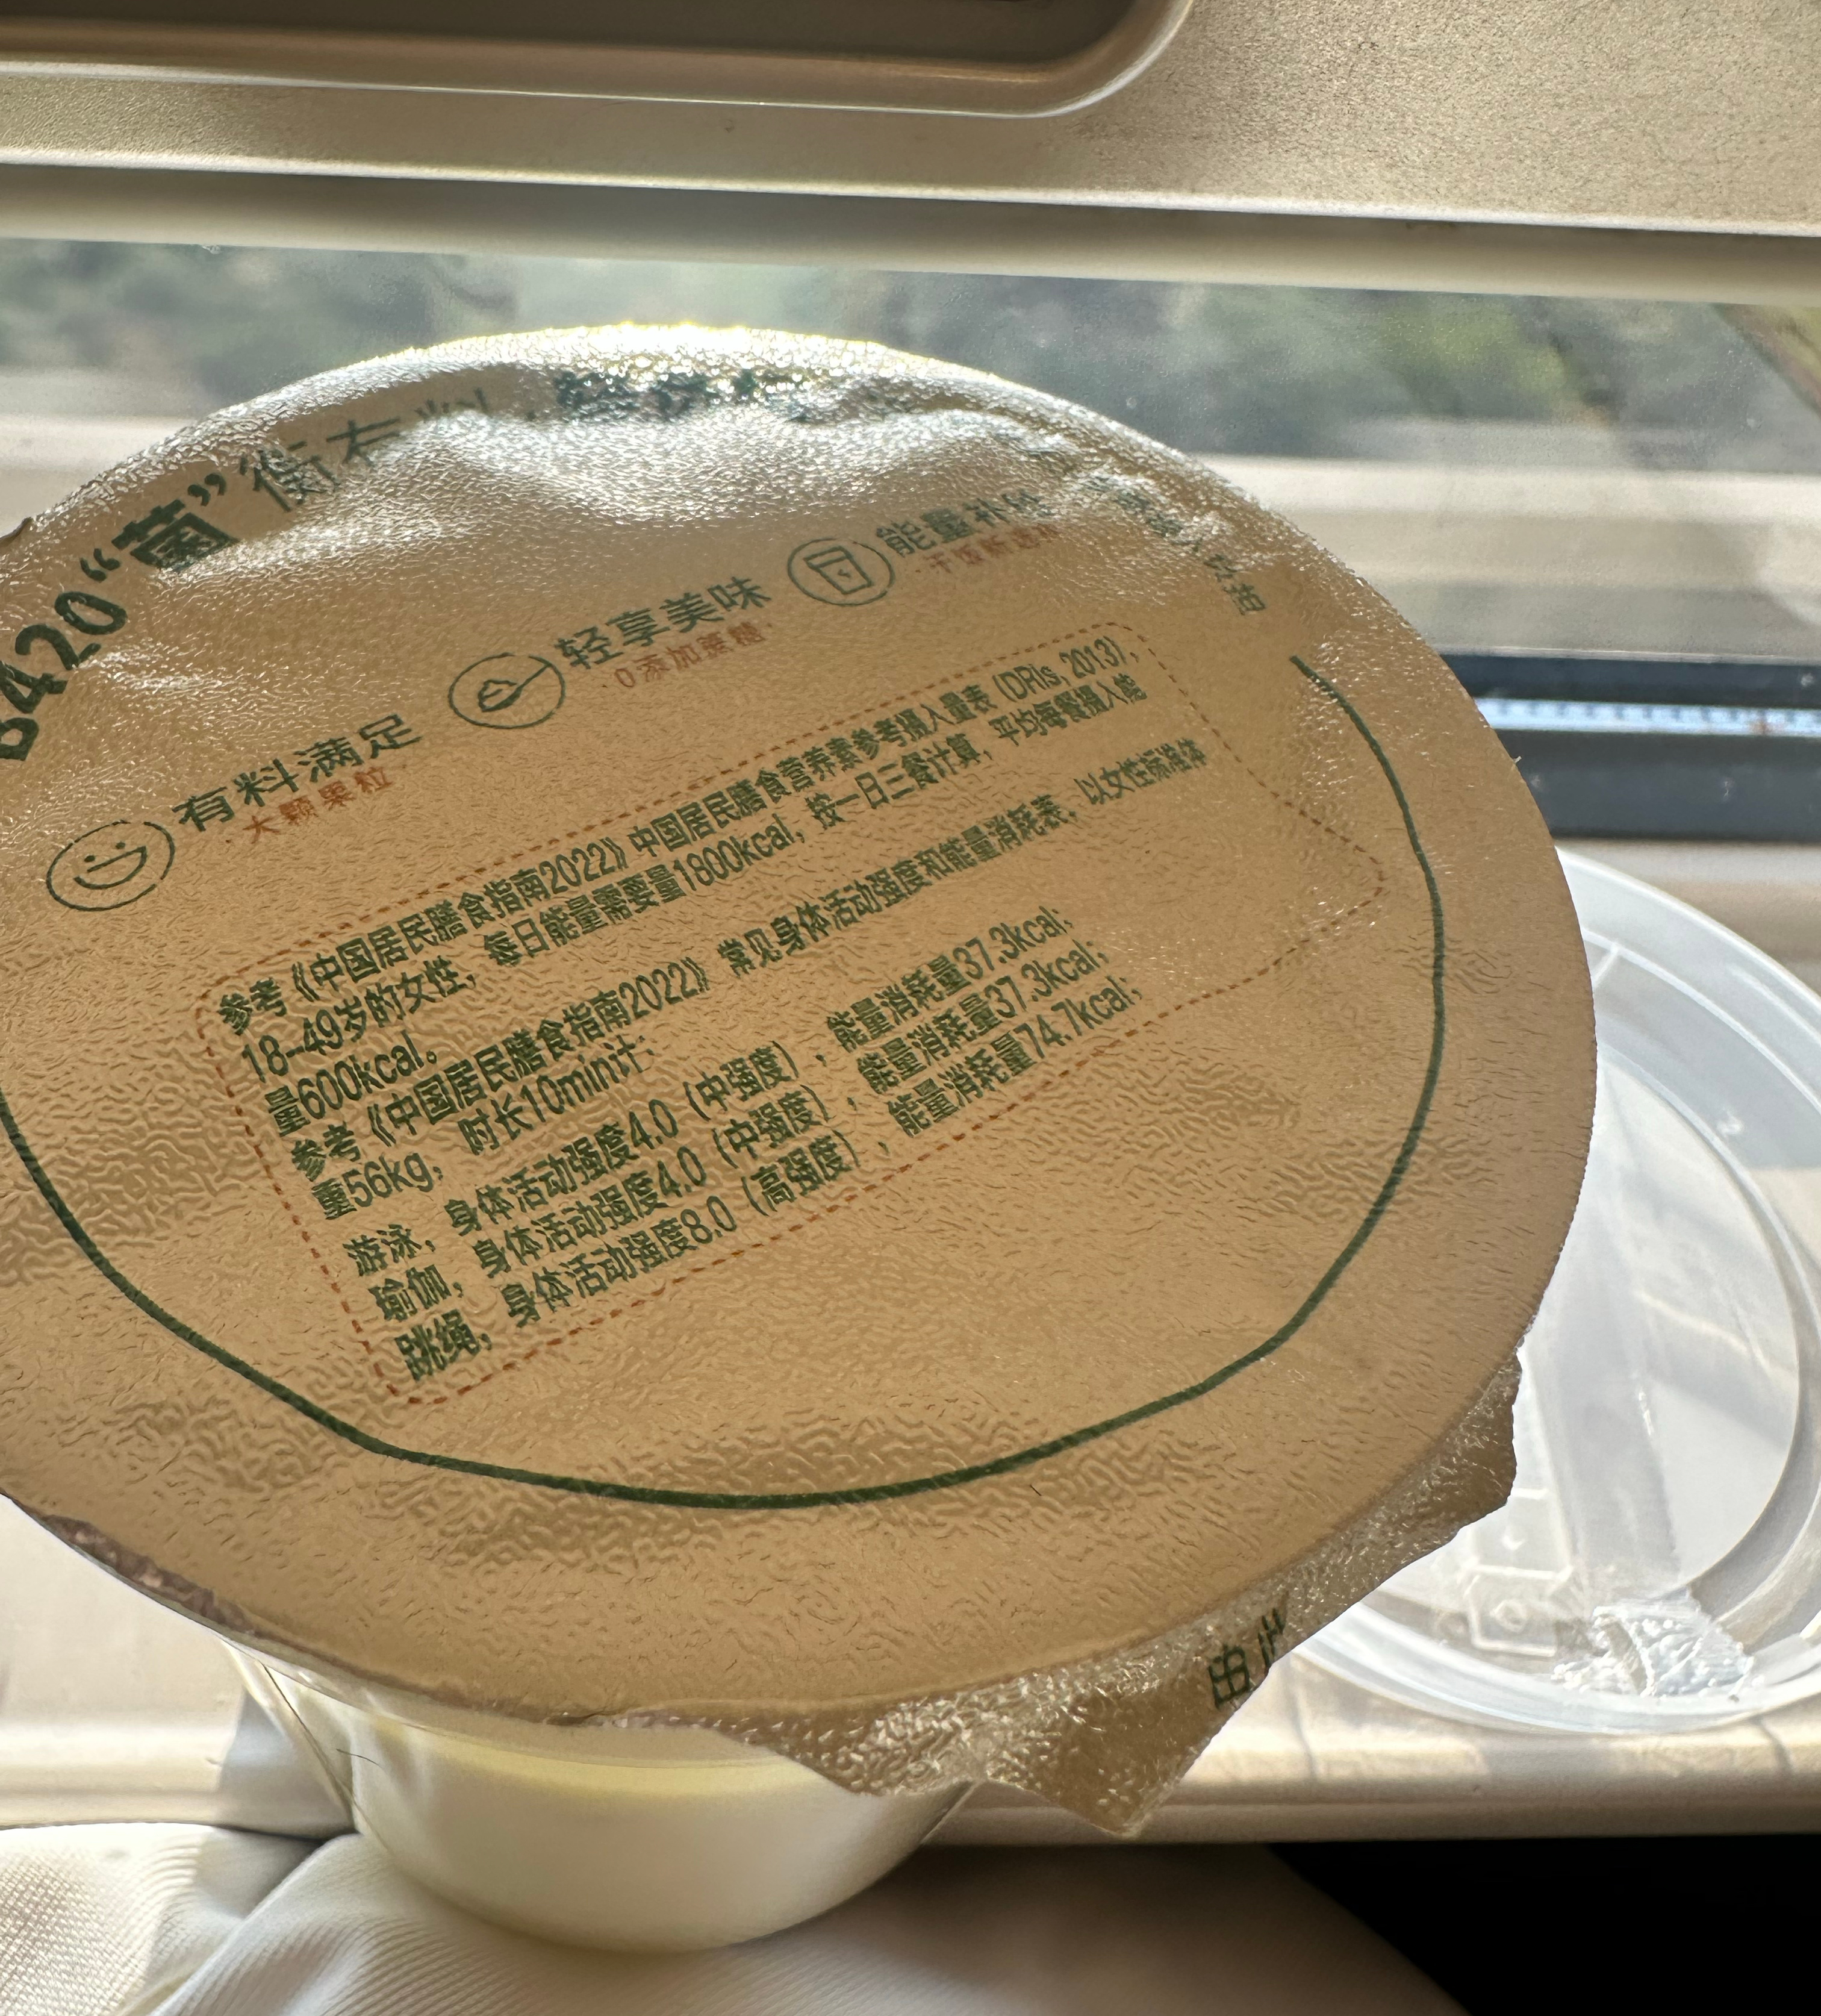 B420“菌”衡有料
有料满足
大颗果粒
轻享美味
0添加蔗糖
能量补给
参考《中国居民膳食指南2022》中国居民膳食营养素参考摄入量表（DRIs, 2013），
18-49岁的女性，每日能量需要量1800kcal，按一日三餐计算，平均每餐摄入能
量600kcal。
参考《中国居民膳食指南2022》常见身体活动强度和能量消耗表，以女性标准体
重56kg，时长10min计:
游泳，身体活动强度4.0（中强度），能量消耗量37.3kcal;
瑜伽，身体活动强度4.0（中强度），能量消耗量37.3kcal;
跳绳，身体活动强度8.0（高强度），能量消耗量74.7kcal;
由此